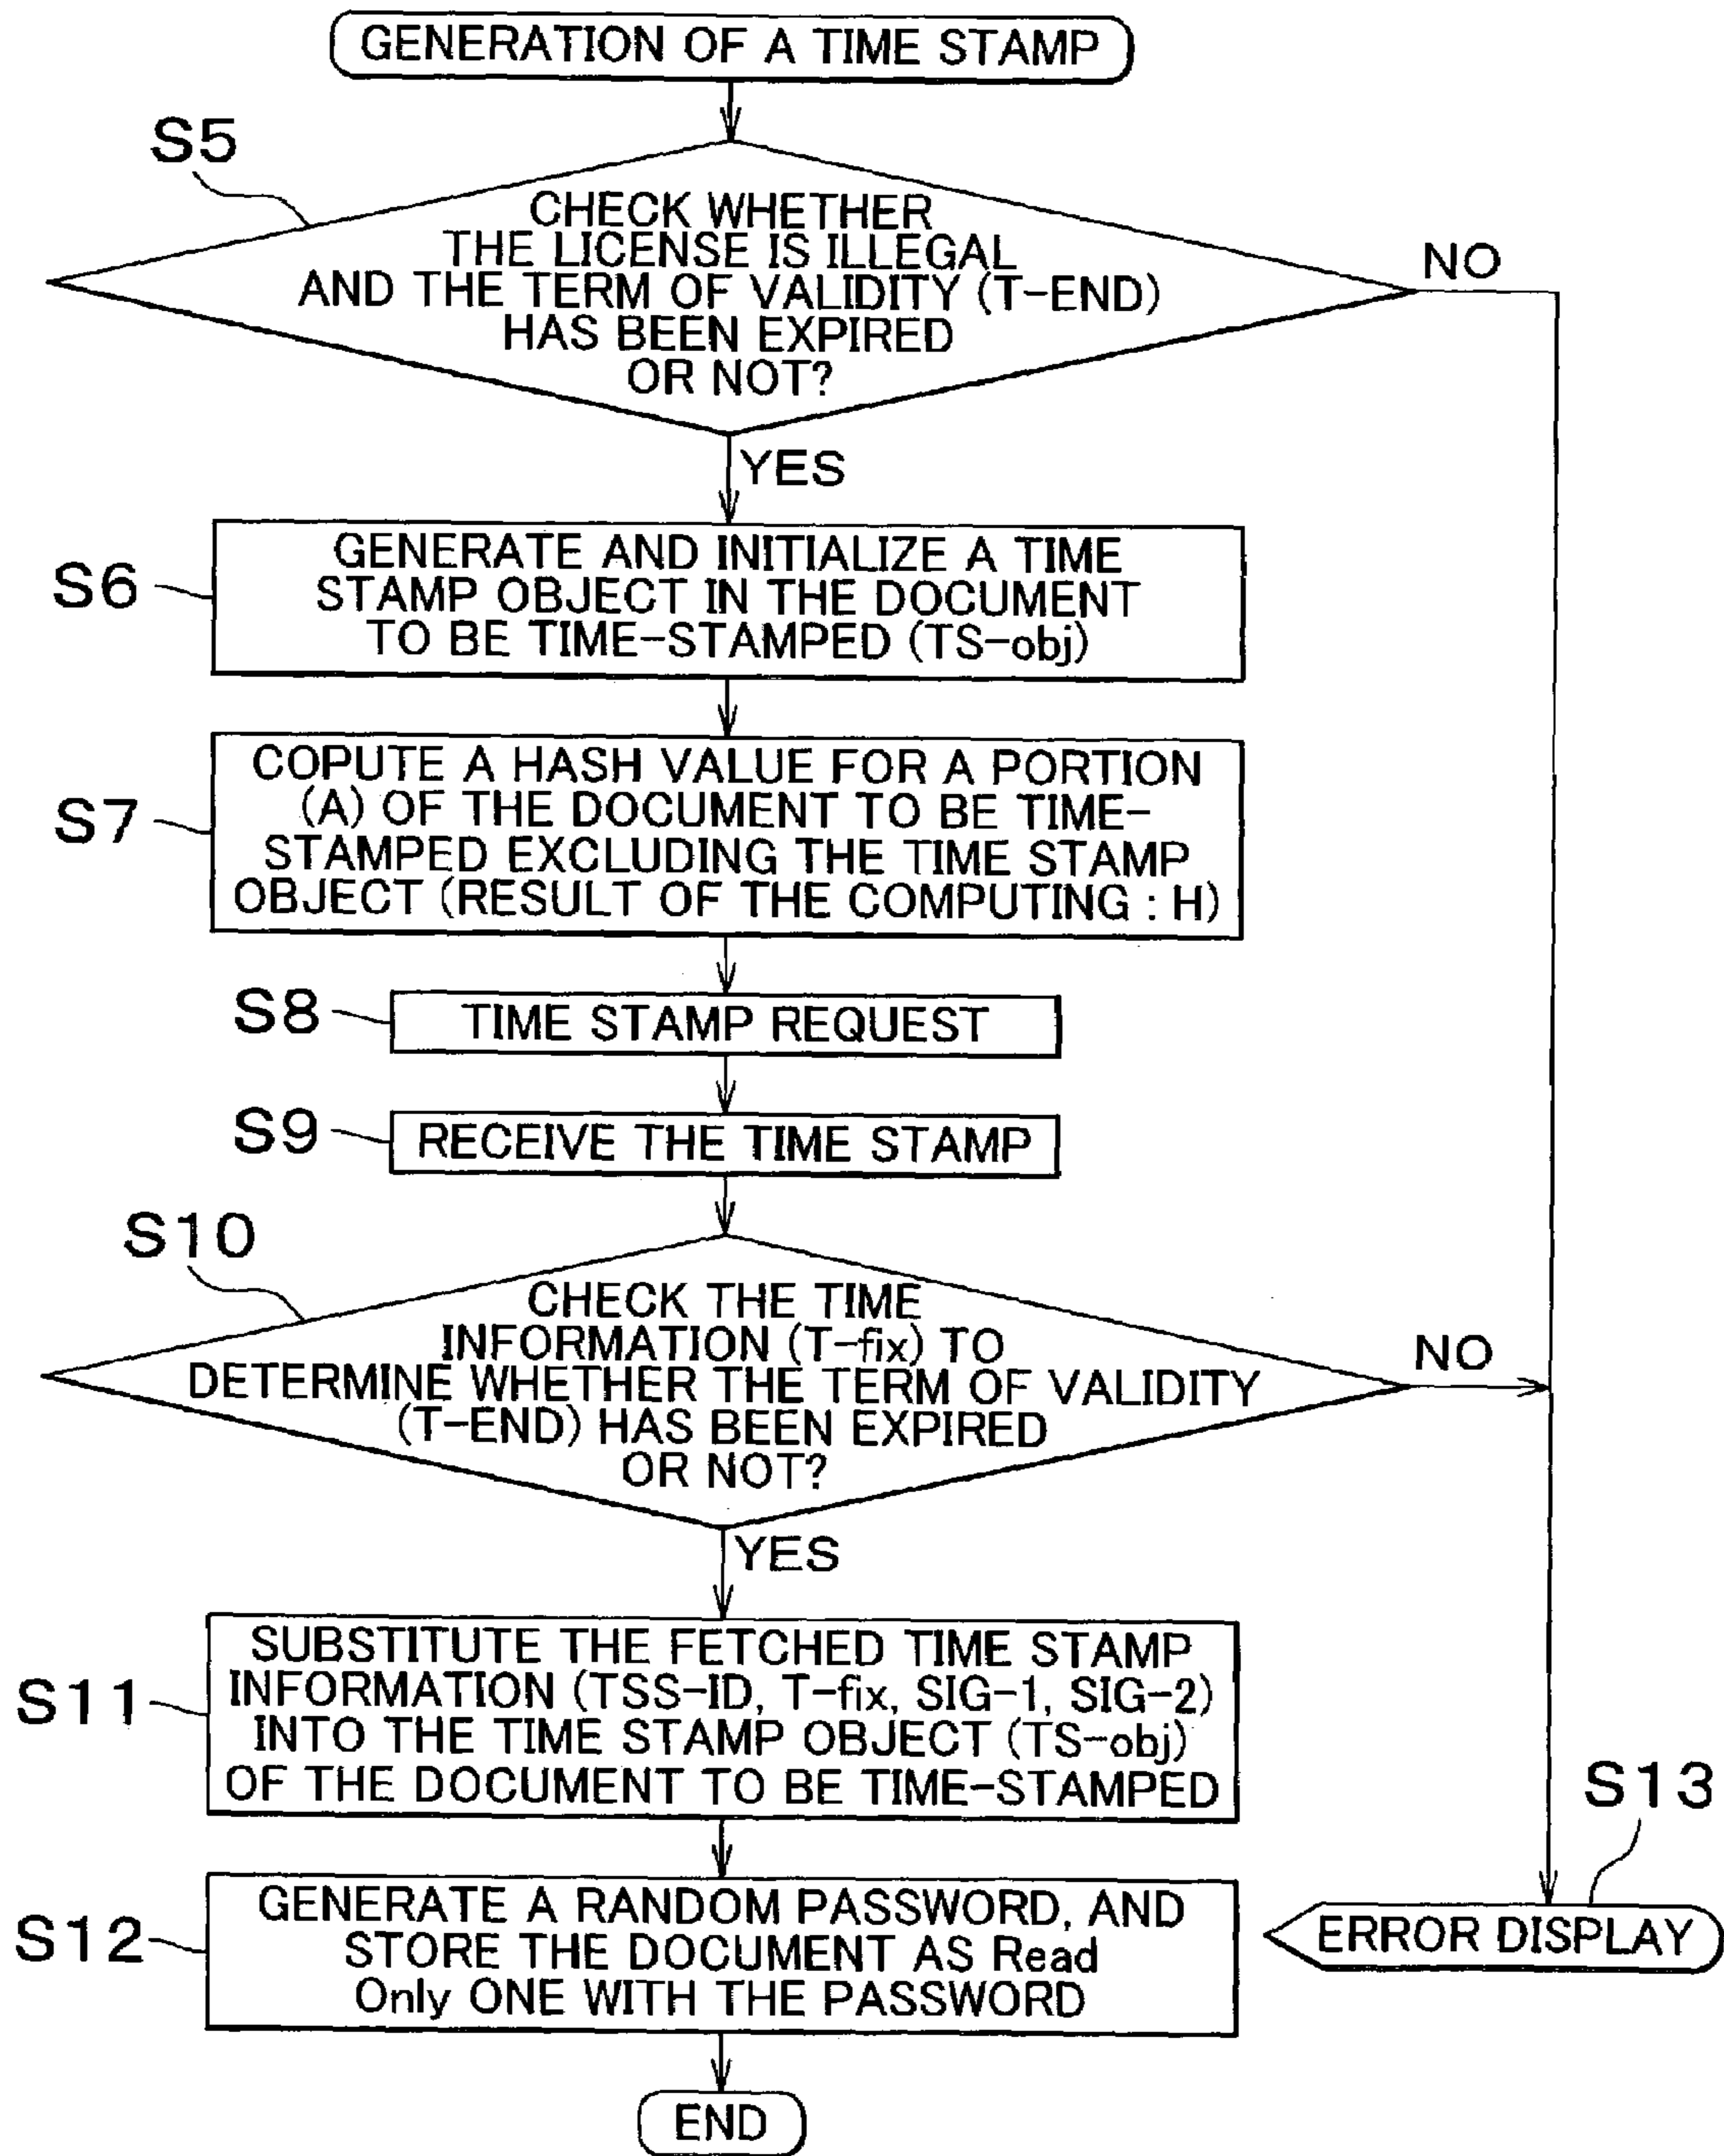 GENERATION OF A TIME STAMP
S5
CHECK WHETHER
THE LICENSE IS ILLEGAL
AND THE TERM OF VALIDITY (T-END)
HAS BEEN EXPIRED
OR NOT?
NO
YES
S6
GENERATE AND INITIALIZE A TIME
STAMP OBJECT IN THE DOCUMENT
TO BE TIME-STAMPED (TS-obj)
S7
COPUTE A HASH VALUE FOR A PORTION
(A) OF THE DOCUMENT TO BE TIME-
STAMPED EXCLUDING THE TIME STAMP
OBJECT (RESULT OF THE COMPUTING : H)
S8
TIME STAMP REQUEST
S9
RECEIVE THE TIME STAMP
S10
CHECK THE TIME
INFORMATION (T-fix) TO
DETERMINE WHETHER THE TERM OF VALIDITY
(T-END) HAS BEEN EXPIRED
OR NOT?
NO
YES
S11
SUBSTITUTE THE FETCHED TIME STAMP
INFORMATION (TSS-ID, T-fix, SIG-1, SIG-2)
INTO THE TIME STAMP OBJECT (TS-obj)
OF THE DOCUMENT TO BE TIME-STAMPED
S12
GENERATE A RANDOM PASSWORD, AND
STORE THE DOCUMENT AS Read
Only ONE WITH THE PASSWORD
S13
ERROR DISPLAY
END